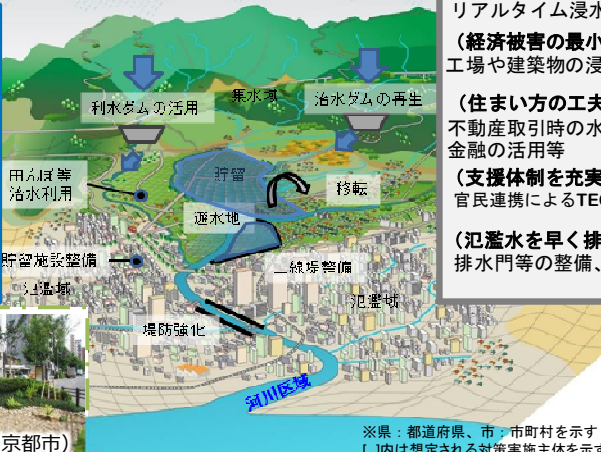 利水ダムの活用
集水域
治水ダムの再生
田んぼ等
治水利用
貯留
移転
遊水地
貯留施設整備
二線堤整備
氾濫域
氾濫域
堤防強化
河川区域
京都市)
リアルタイム浸水
(経済被害の最小
工場や建築物の浸
(住まい方の工夫
不動産取引時の水
金融の活用等
(支援体制を充実
官民連携によるTEC
(氾濫水を早く排
排水門等の整備、
※県:都道府県、市:市町村を示す
[ ]内は想定される対策実施主体を示す